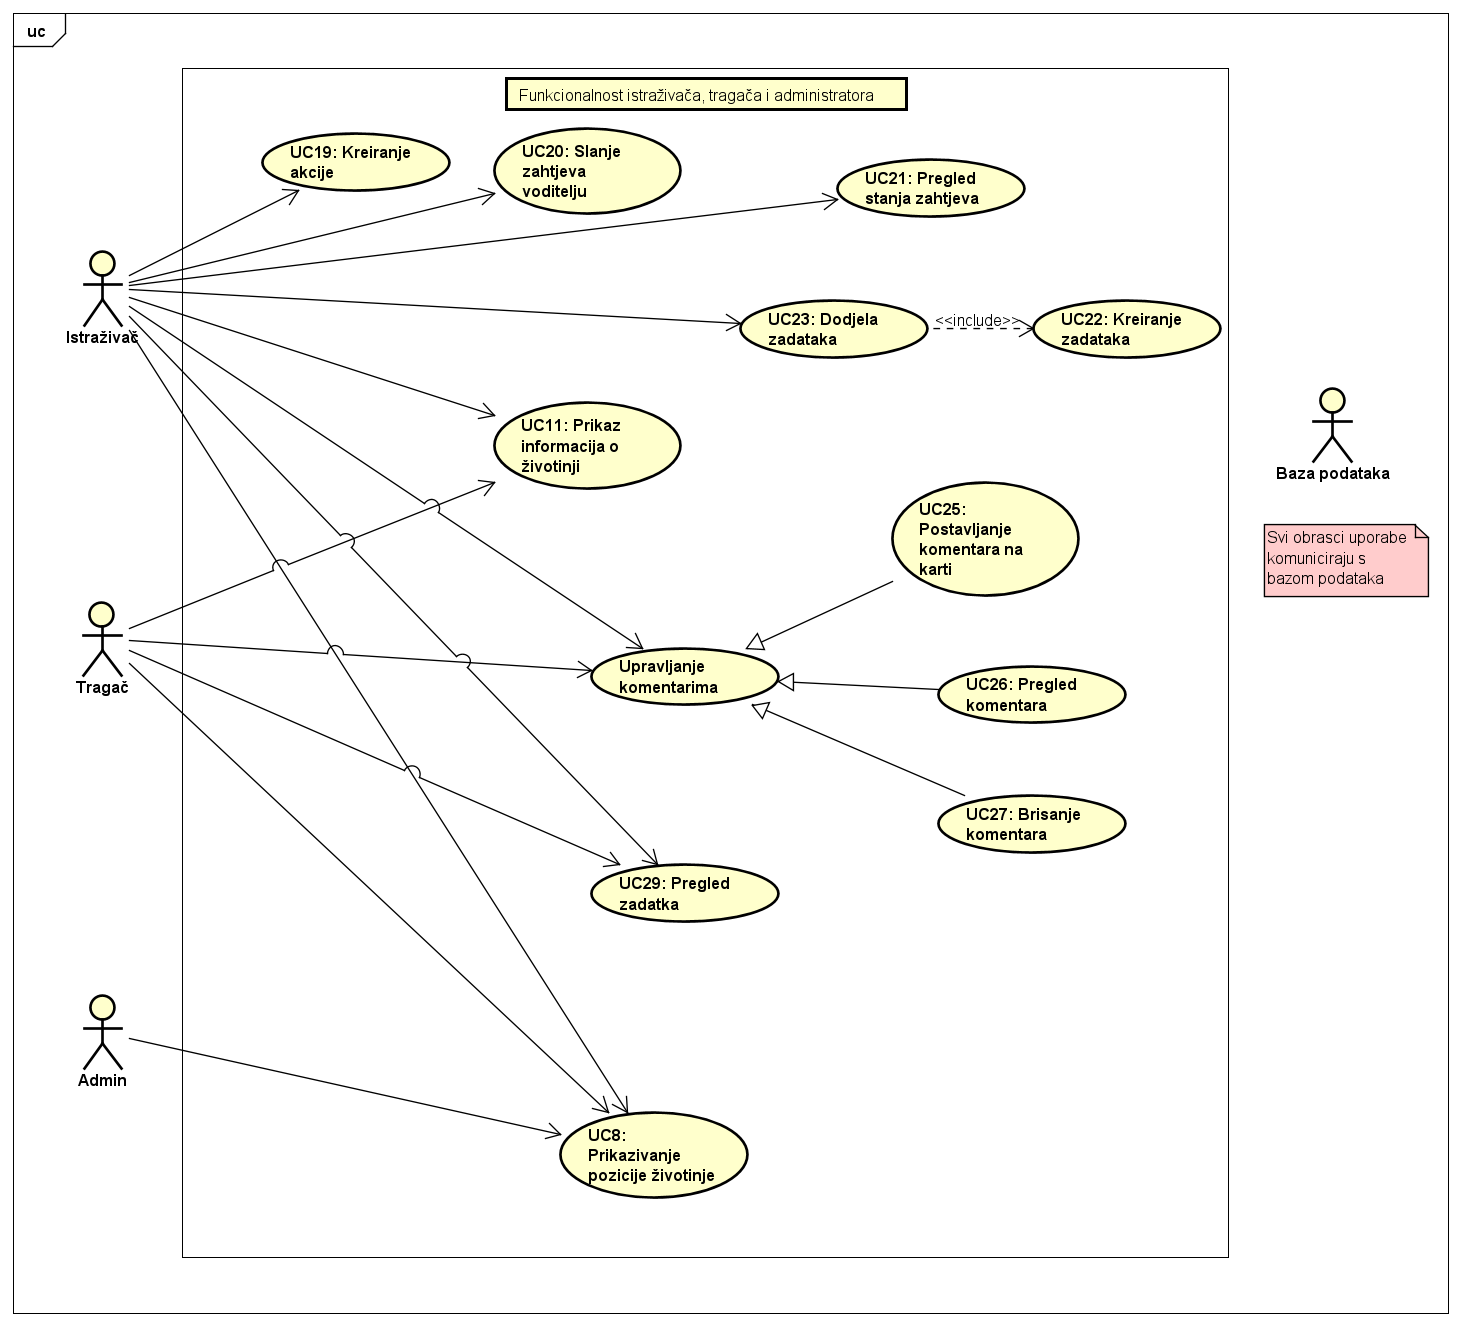 uc
Funkcionalnost istraživača, tragača i administratora
UC19: Kreiranje
akcije
UC20: Slanje
zahtjeva
voditelju
UC21: Pregled
stanja zahtjeva
Istraživač
UC23: Dodjela
zadataka
<<include>>
UC22: Kreiranje
zadataka
UC11: Prikaz
informacija o
životinji
Baza podataka
Svi obrasci uporabe
komuniciraju s
bazom podataka
UC25:
Postavljanje
komentara na
karti
Tragač
Upravljanje
komentarima
UC26: Pregled
komentara
UC27: Brisanje
komentara
UC29: Pregled
zadatka
Admin
UC8:
Prikazivanje
pozicije životinje